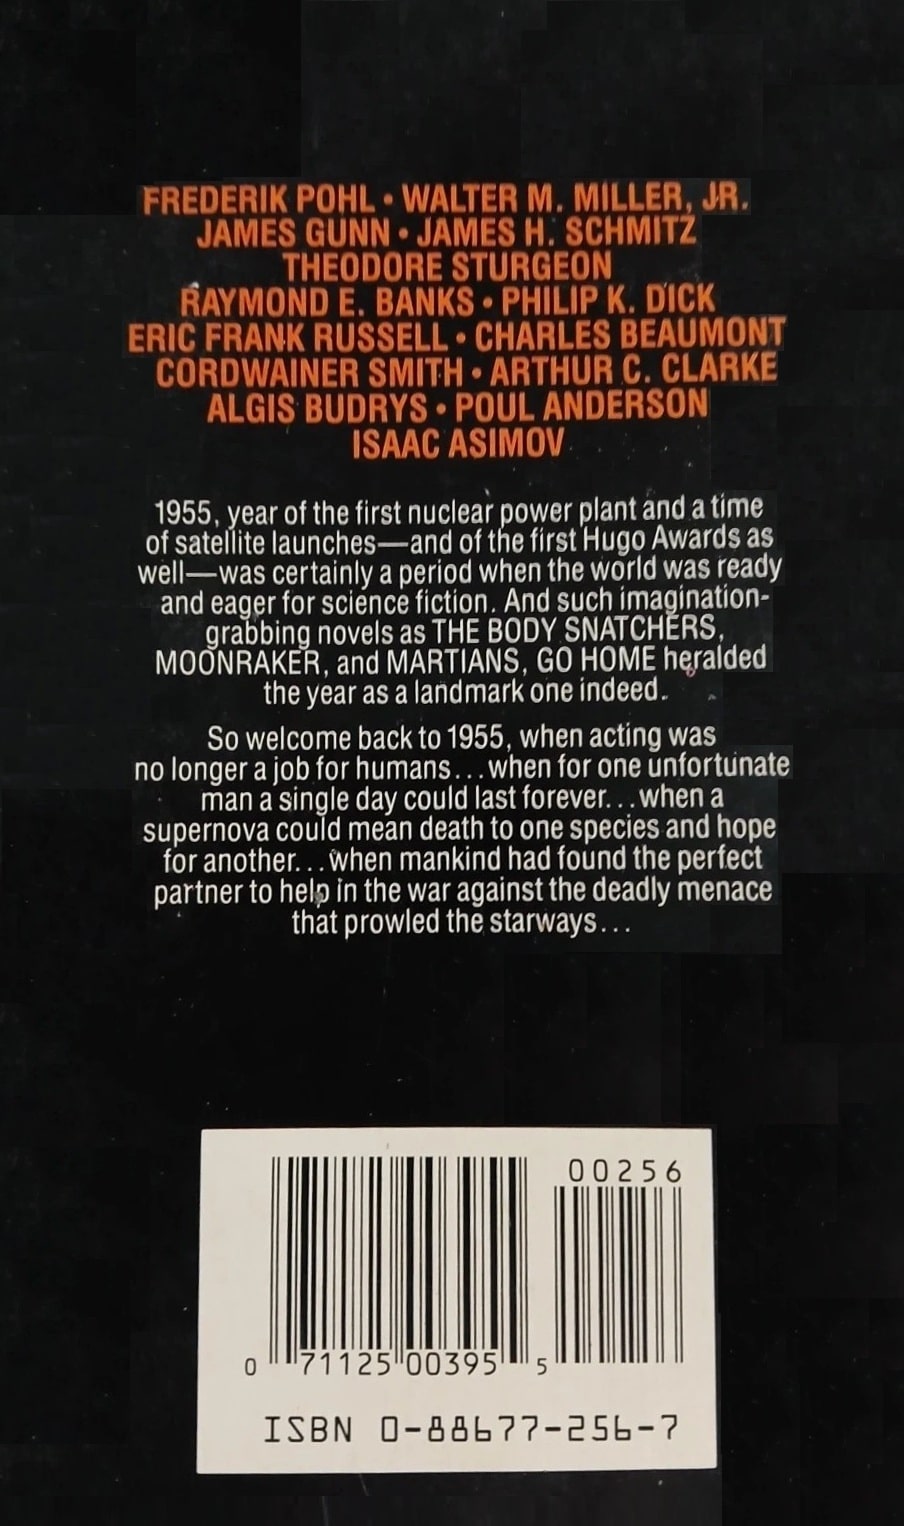 FREDERIK POHL • WALTER M. MILLER, JR.
JAMES GUNN • JAMES H. SCHMITZ
THEODORE STURGEON
RAYMOND E. BANKS • PHILIP K. DICK
ERIC FRANK RUSSELL • CHARLES BEAUMONT
CORDWAINER SMITH • ARTHUR C. CLARKE
ALGIS BUDRYS • POUL ANDERSON
ISAAC ASIMOV
1955, year of the first nuclear power plant and a time
of satellite launches—and of the first Hugo Awards as
well—was certainly a period when the world was ready
and eager for science fiction. And such imagination-
grabbing novels as THE BODY SNATCHERS,
MOONRAKER, and MARTIANS, GO HOME heralded
the year as a landmark one indeed.
So welcome back to 1955, when acting was
no longer a job for humans...when for one unfortunate
man a single day could last forever...when a
supernova could mean death to one species and hope
for another...when mankind had found the perfect
partner to help in the war against the deadly menace
that prowled the starways...
00256
0 71125 00395 5
ISBN 0-88677-256-7